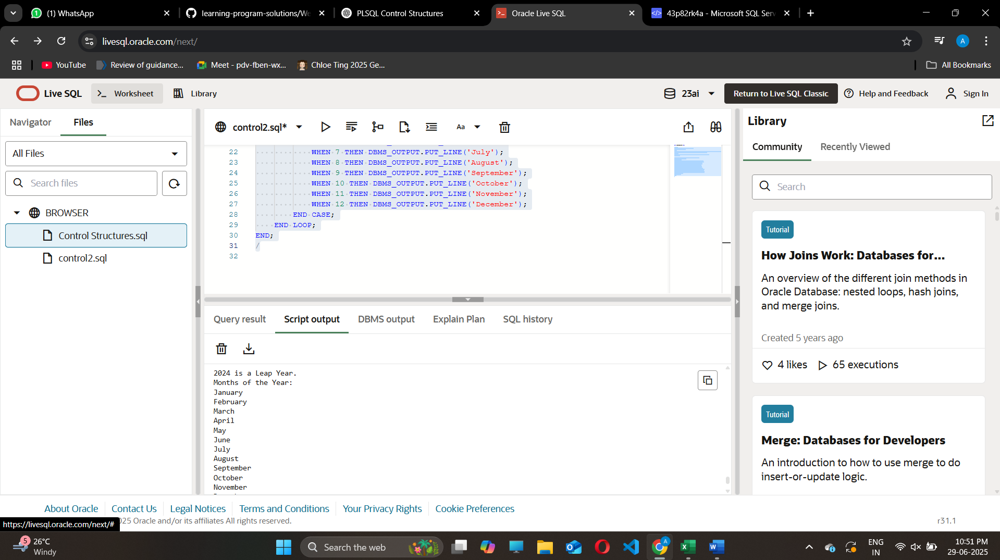 (1) WhatsApp
learning-program-solutions/We
PLSQL Control Structures
Oracle Live SQL
43p82rk4a - Microsoft SQL Serv
livesql.oracle.com/next/
A
YouTube
Review of guidance...
Meet - pdv-fben-wx...
Chloe Ting 2025 Ge...
All Bookmarks
Live SQL
Worksheet
Library
23ai
Return to Live SQL Classic
Help and Feedback
Sign In
Navigator
Files
All Files
Search files
BROWSER
Control Structures.sql
control2.sql
control2.sql*
Aa
22 WHEN 7 THEN DBMS_OUTPUT.PUT_LINE('July');
23 WHEN 8 THEN DBMS_OUTPUT.PUT_LINE('August');
24 WHEN 9 THEN DBMS_OUTPUT.PUT_LINE('September');
25 WHEN 10 THEN DBMS_OUTPUT.PUT_LINE('October');
26 WHEN 11 THEN DBMS_OUTPUT.PUT_LINE('November');
27 WHEN 12 THEN DBMS_OUTPUT.PUT_LINE('December');
28 END CASE;
29 END LOOP;
30 END;
31 /
32
Query result
Script output
DBMS output
Explain Plan
SQL history
2024 is a Leap Year.
Months of the Year:
January
February
March
April
May
June
July
August
September
October
November
Library
Community
Recently Viewed
Search
Tutorial
How Joins Work: Databases for...
An overview of the different join methods in
Oracle Database: nested loops, hash joins,
and merge joins.
Created 5 years ago
4 likes
65 executions
Tutorial
Merge: Databases for Developers
An introduction to how to use merge to do
insert-or-update logic.
About Oracle
Contact Us
Legal Notices
Terms and Conditions
Your Privacy Rights
Cookie Preferences
https://livesql.oracle.com/next/#
025 Oracle and/or its affiliates All rights reserved.
r31.1
5
26°C
Windy
Search the web
ENG
IN
10:51 PM
29-06-2025